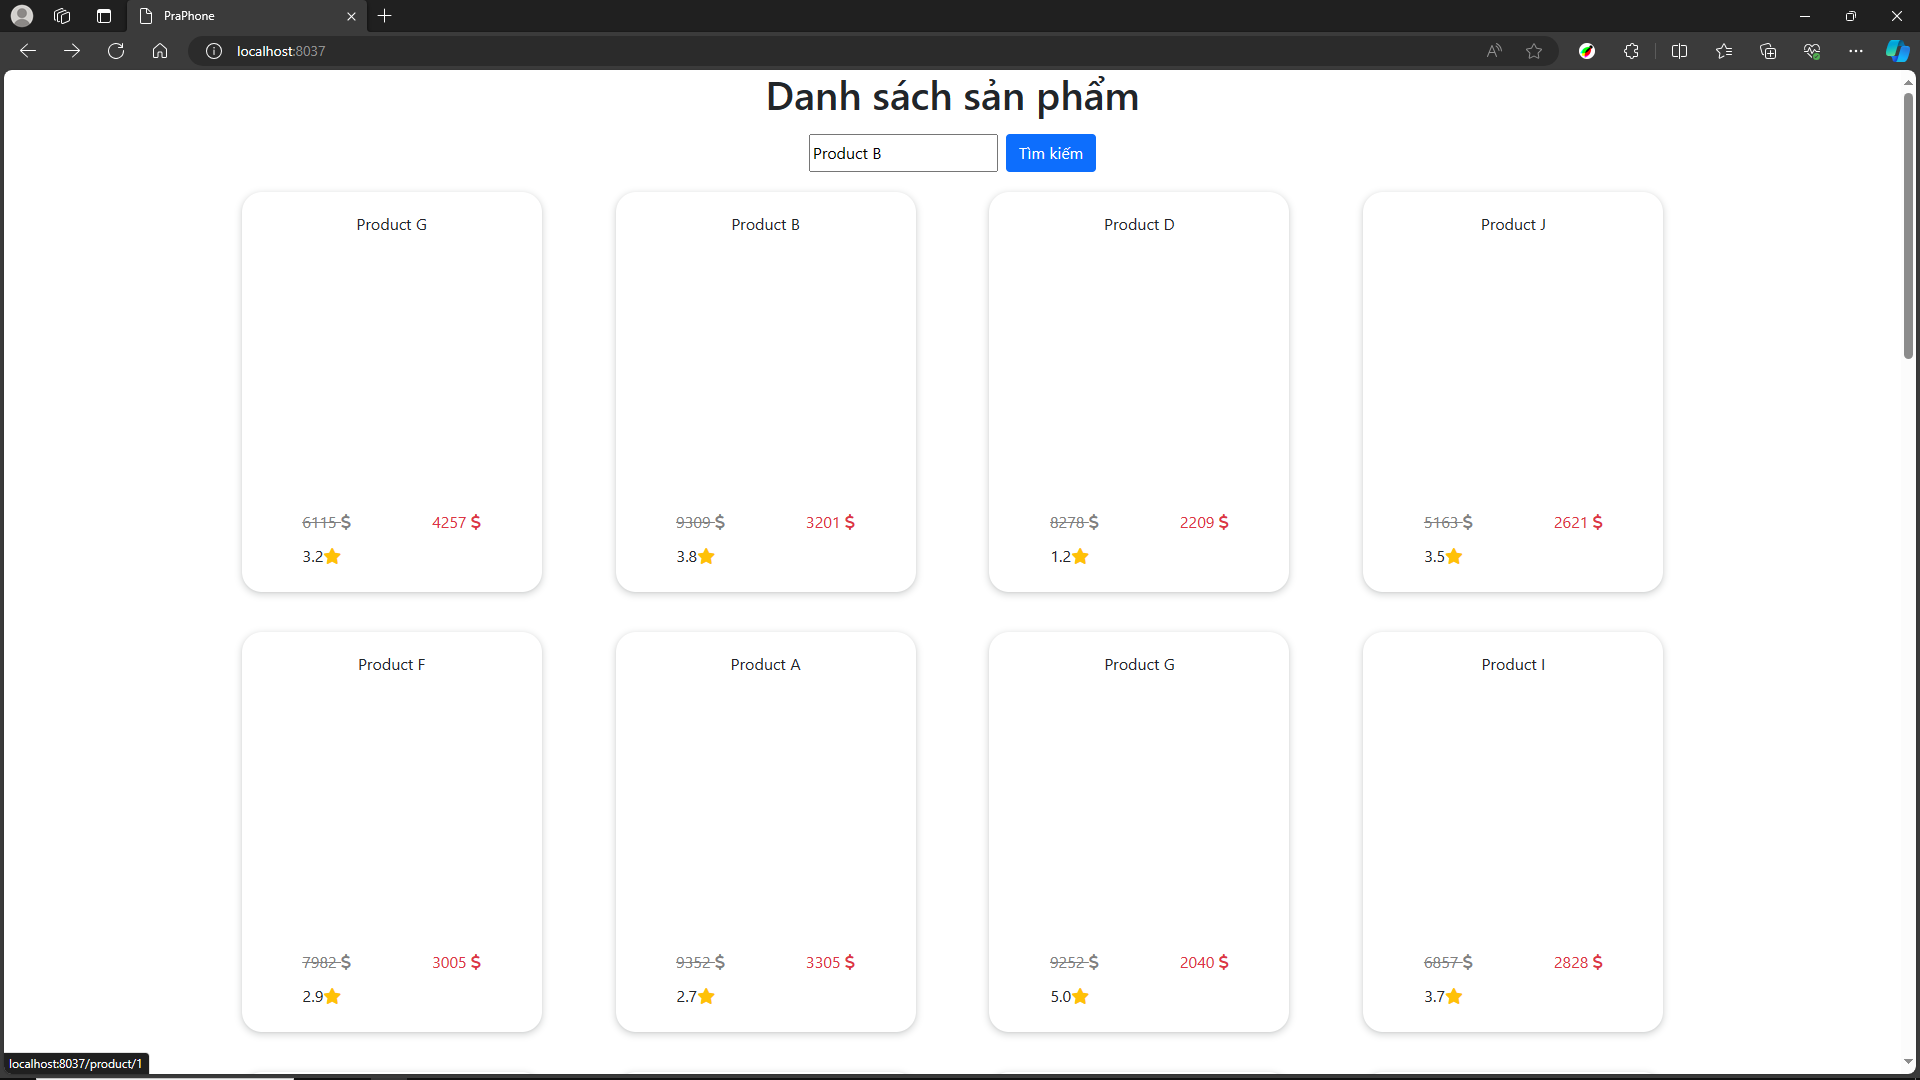 PraPhone
localhost:8037
Danh sách sản phẩm
Product B
Tìm kiếm
Product G
Product B
Product D
Product J
6115 $ 4257 $
9309 $ 3201 $
8278 $ 2209 $
5163 $ 2621 $
3.2
3.8
1.2
3.5
Product F
Product A
Product G
Product I
7982 $ 3005 $
9352 $ 3305 $
9252 $ 2040 $
6857 $ 2828 $
2.9
2.7
5.0
3.7
localhost:8037/product/1